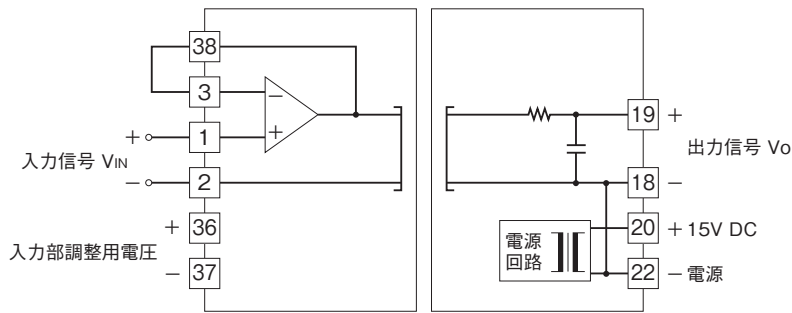 38
3
−
1
+
+
入力信号 VIN
−
2
+
36
入力部調整用電圧
−
37
19
+
出力信号 Vo
18
−
電源
回路
20
+15V DC
22
−電源